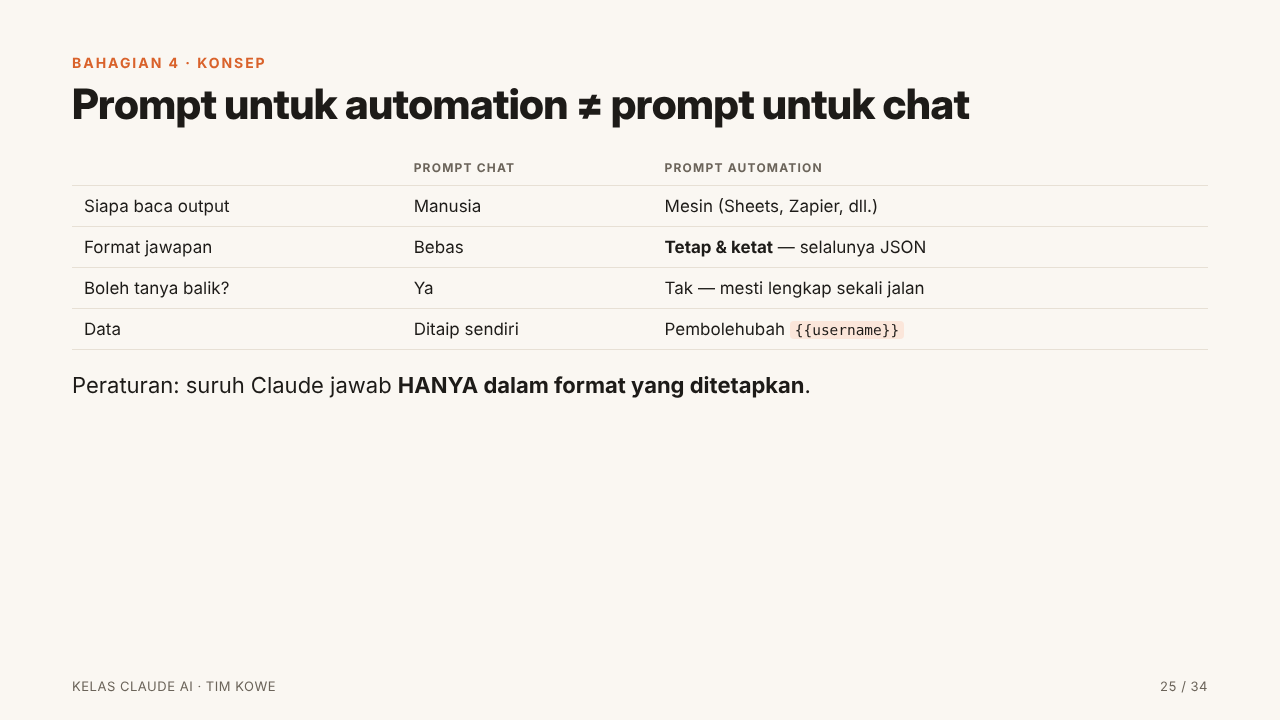 BAHAGIAN 4 · KONSEP
Prompt untuk automation ≠ prompt untuk chat
PROMPT CHAT PROMPT AUTOMATION
Siapa baca output Manusia Mesin (Sheets, Zapier, dll.)
Format jawapan Bebas Tetap & ketat — selalunya JSON
Boleh tanya balik? Ya Tak — mesti lengkap sekali jalan
Data Ditaip sendiri Pembolehubah {{username}}
Peraturan: suruh Claude jawab HANYA dalam format yang ditetapkan.
KELAS CLAUDE AI · TIM KOWE 25 / 34